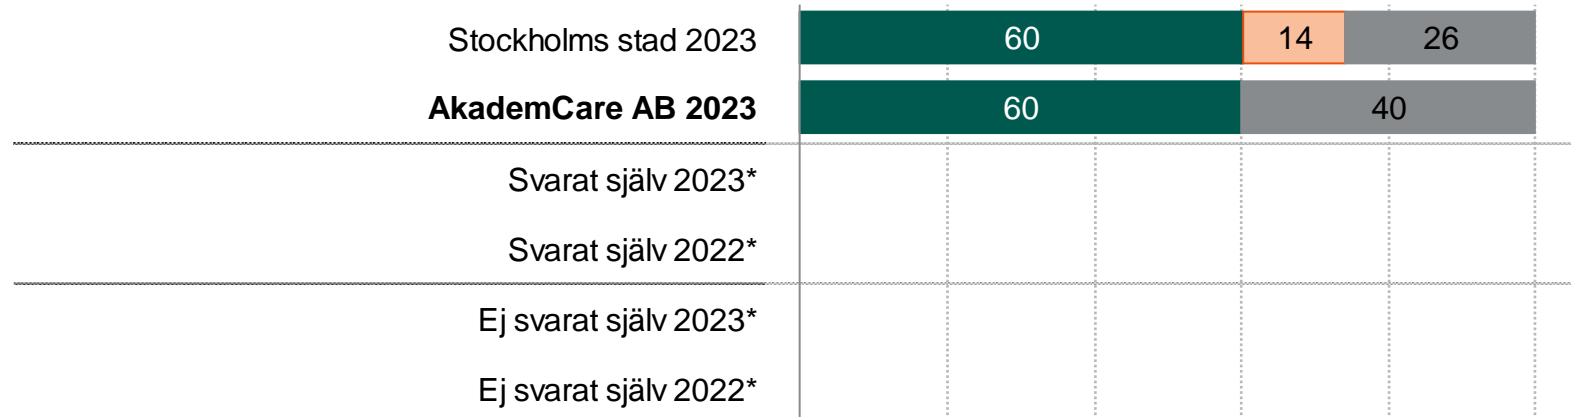 Stockholms stad 2023 60 14 26
AkademCare AB 2023 60 40
Svarat själv 2023*
Svarat själv 2022*
Ej svarat själv 2023*
Ej svarat själv 2022*